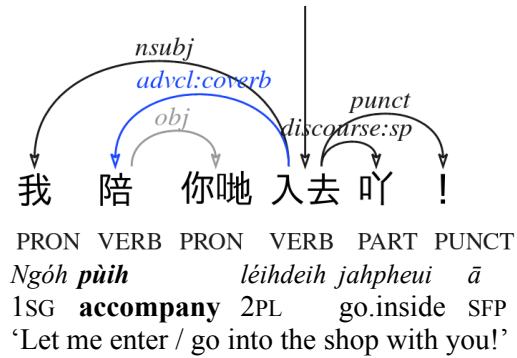 nsubj
advcl:coverb
obj
punct
discourse:sp
我 陪 你哋 入去 吖 !
PRON VERB PRON VERB PART PUNCT
Ngóh pùih léihdeih jahpheui ā
1SG accompany 2PL go.inside SFP
‘Let me enter / go into the shop with you!’